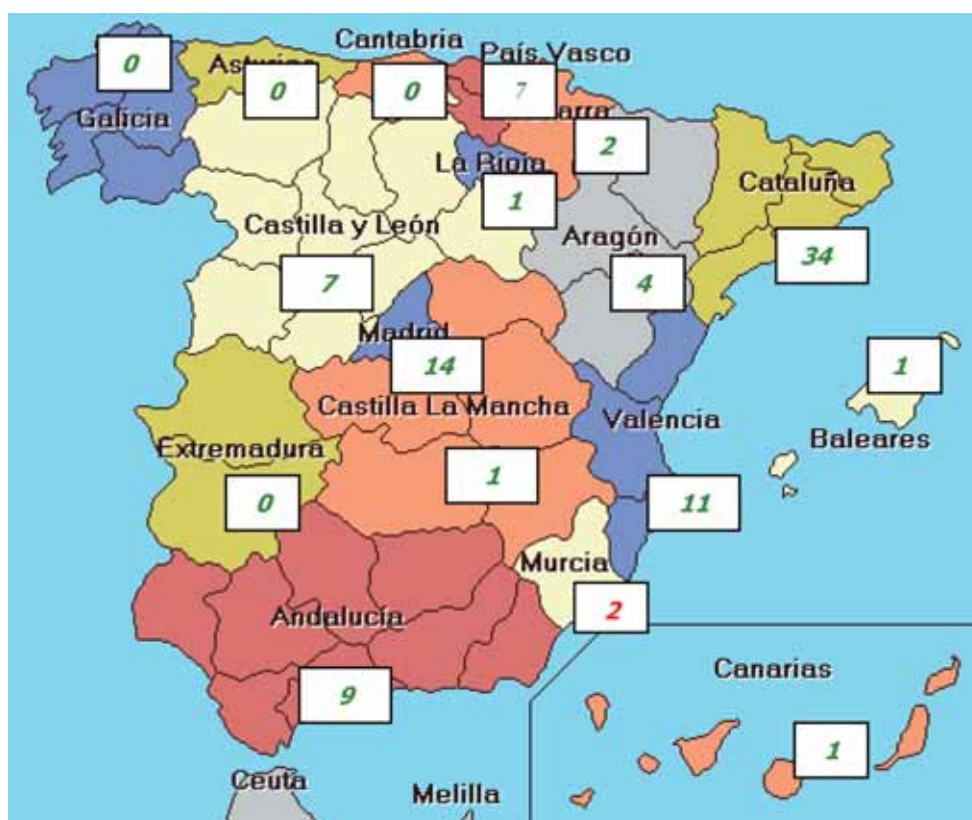 Cantabria
País Vasco
0
0
0
7
Galicia
2
La Rioja
Cataluña
1
Castilla y León
Aragón
34
7
4
Madrid
14
1
Castilla La Mancha
Valencia
Baleares
Extremadura
1
0
11
Murcia
2
Andalucía
Canarias
9
1
Ceuta
Melilla